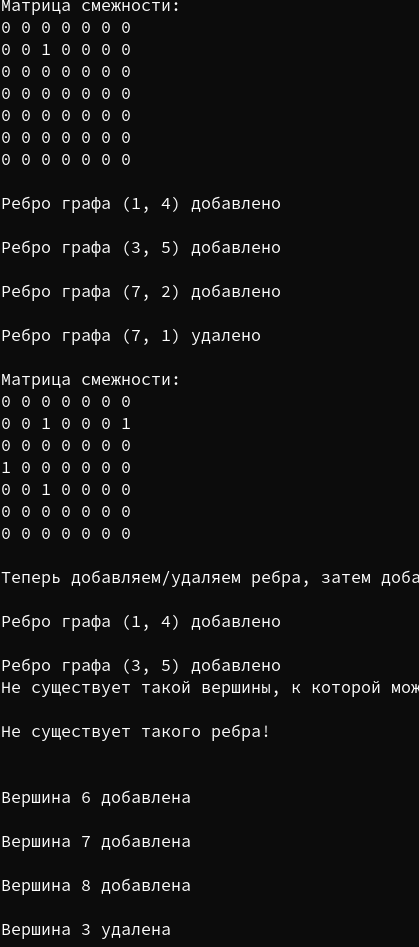 Матрица смежности:
0 0 0 0 0 0 0
0 0 1 0 0 0 0
0 0 0 0 0 0 0
0 0 0 0 0 0 0
0 0 0 0 0 0 0
0 0 0 0 0 0 0
0 0 0 0 0 0 0
Ребро графа (1, 4) добавлено
Ребро графа (3, 5) добавлено
Ребро графа (7, 2) добавлено
Ребро графа (7, 1) удалено
Матрица смежности:
0 0 0 0 0 0 0
0 0 1 0 0 0 1
0 0 0 0 0 0 0
1 0 0 0 0 0 0
0 0 1 0 0 0 0
0 0 0 0 0 0 0
0 0 0 0 0 0 0
Теперь добавляем/удаляем ребра, затем доба
Ребро графа (1, 4) добавлено
Ребро графа (3, 5) добавлено
Не существует такой вершины, к которой мож
Не существует такого ребра!
Вершина 6 добавлена
Вершина 7 добавлена
Вершина 8 добавлена
Вершина 3 удалена